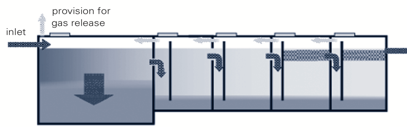 provision for
gas release
inlet